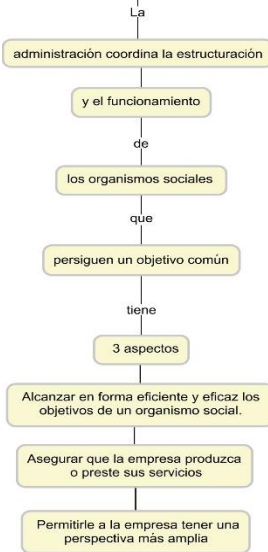 La
administración coordina la estructuración
y el funcionamiento
de
los organismos sociales
que
persiguen un objetivo común
tiene
3 aspectos
Alcanzar en forma eficiente y eficaz los
objetivos de un organismo social.
Asegurar que la empresa produzca
o preste sus servicios
Permitirle a la empresa tener una
perspectiva más amplia